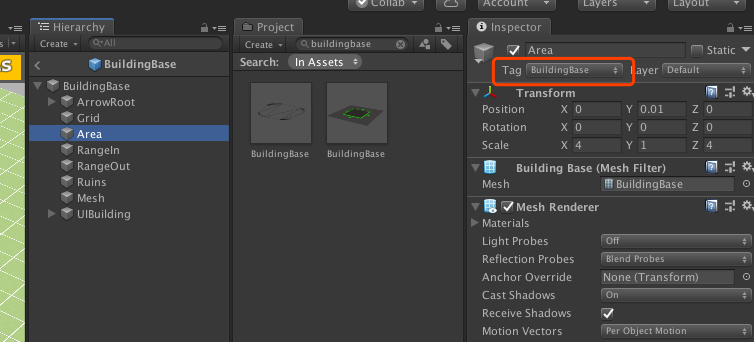 Collab
Account
Layers
Layout
Hierarchy
Create
All
BuildingBase
BuildingBase
ArrowRoot
Grid
Area
RangeIn
RangeOut
Ruins
Mesh
UIBuilding
Project
Create
buildingbase
Search: In Assets
BuildingBase BuildingBase
Inspector
Area Static
Tag BuildingBase Layer Default
Transform
Position X 0 Y 0.01 Z 0
Rotation X 0 Y 0 Z 0
Scale X 4 Y 1 Z 4
Building Base (Mesh Filter)
Mesh BuildingBase
Mesh Renderer
Materials
Light Probes Off
Reflection Probes Blend Probes
Anchor Override None (Transform)
Cast Shadows On
Receive Shadows
Motion Vectors Per Object Motion